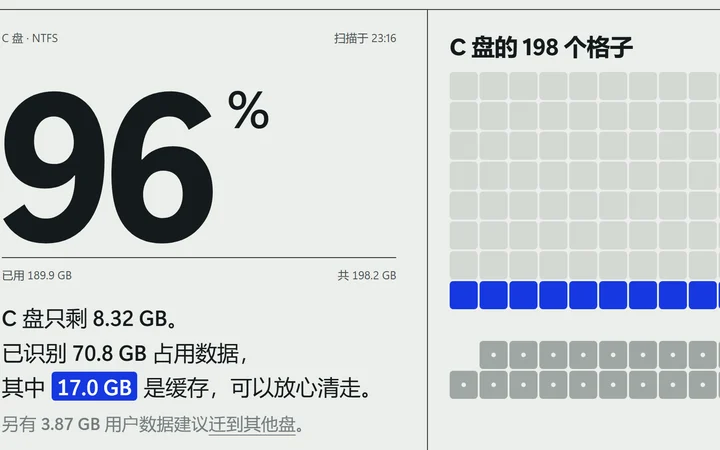 C 盘 · NTFS
扫描于 23:16
96%
已用 189.9 GB
共 198.2 GB
C 盘只剩 8.32 GB。
已识别 70.8 GB 占用数据，
其中 17.0 GB 是缓存，可以放心清走。
另有 3.87 GB 用户数据建议迁到其他盘。
C 盘的 198 个格子